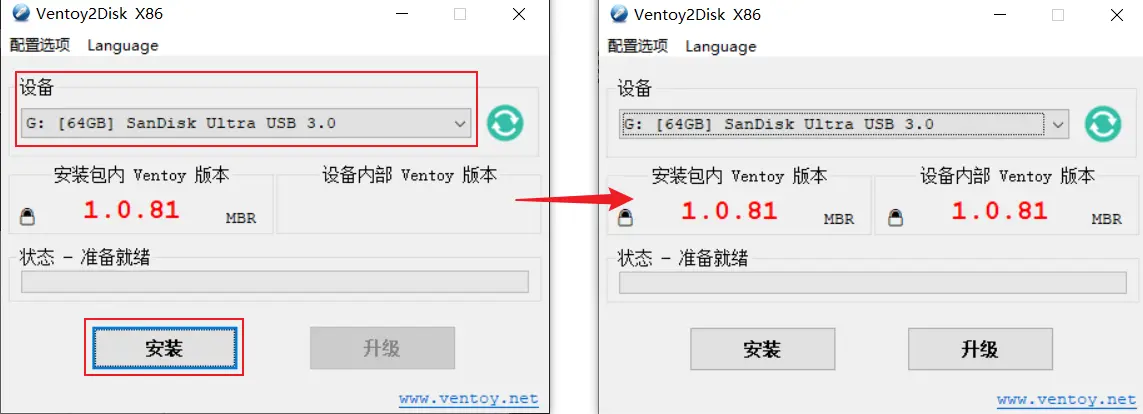 Ventoy2Disk X86
配置选项 Language
设备
G: [64GB] SanDisk Ultra USB 3.0
安装包内 Ventoy 版本
设备内部 Ventoy 版本
1.0.81
MBR
状态 - 准备就绪
安装
升级
www.ventoy.net
Ventoy2Disk X86
配置选项 Language
设备
G: [64GB] SanDisk Ultra USB 3.0
安装包内 Ventoy 版本
设备内部 Ventoy 版本
1.0.81
MBR
1.0.81
MBR
状态 - 准备就绪
安装
升级
www.ventoy.net